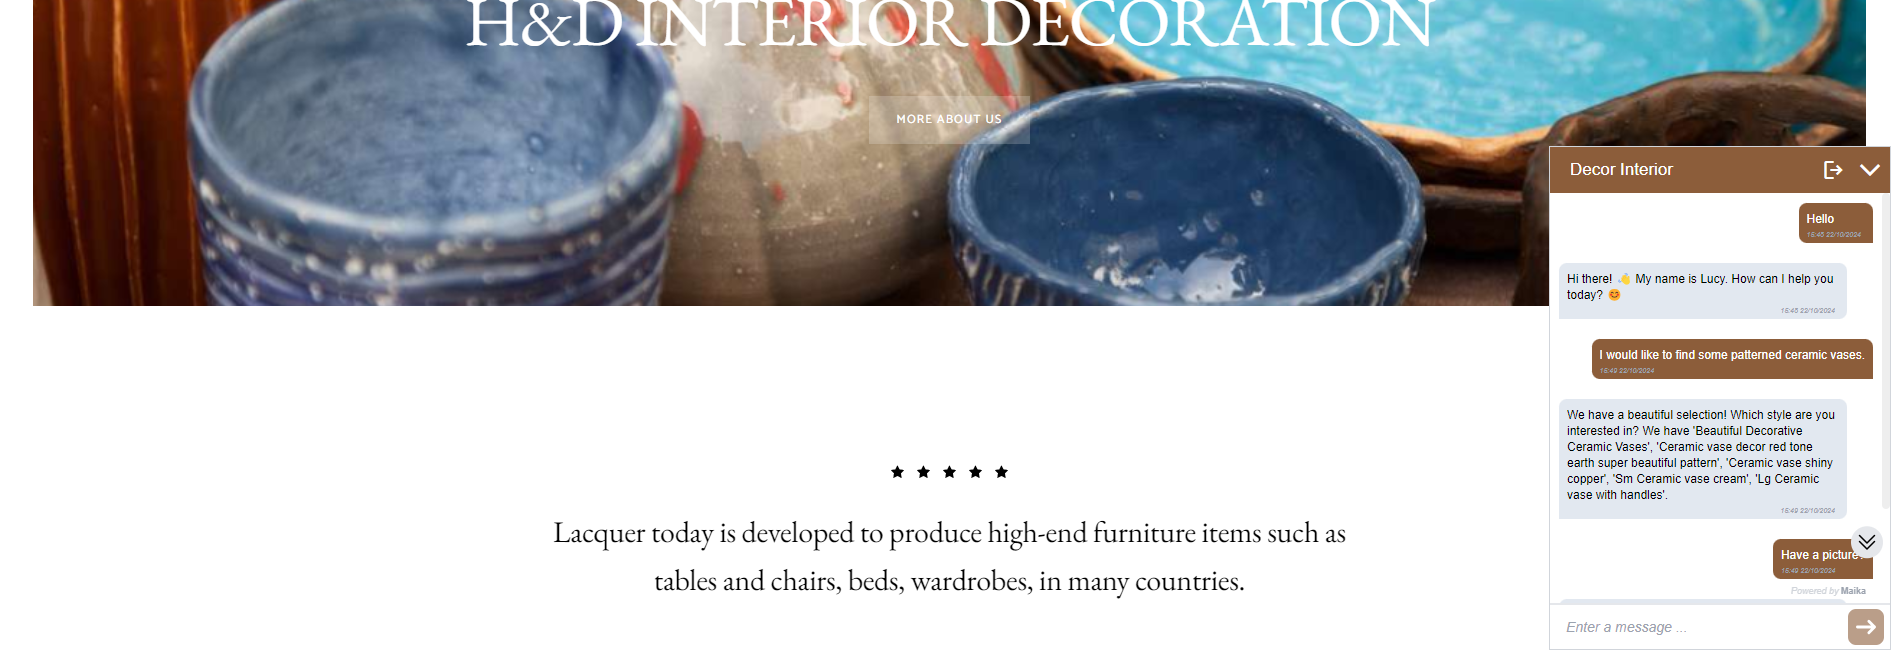 H&D INTERIOR DECORATION
MORE ABOUT US
Lacquer today is developed to produce high-end furniture items such as
tables and chairs, beds, wardrobes, in many countries.
Decor Interior
Hello
15:45 22/10/2024
Hi there! 👋 My name is Lucy. How can I help you
today? 😊
15:45 22/10/2024
I would like to find some patterned ceramic vases.
15:49 22/10/2024
We have a beautiful selection! Which style are you
interested in? We have 'Beautiful Decorative
Ceramic Vases', 'Ceramic vase decor red tone
earth super beautiful pattern', 'Ceramic vase shiny
copper', 'Sm Ceramic vase cream', 'Lg Ceramic
vase with handles'.
15:49 22/10/2024
Have a picture
15:49 22/10/2024
Powered by Maika
Enter a message ...